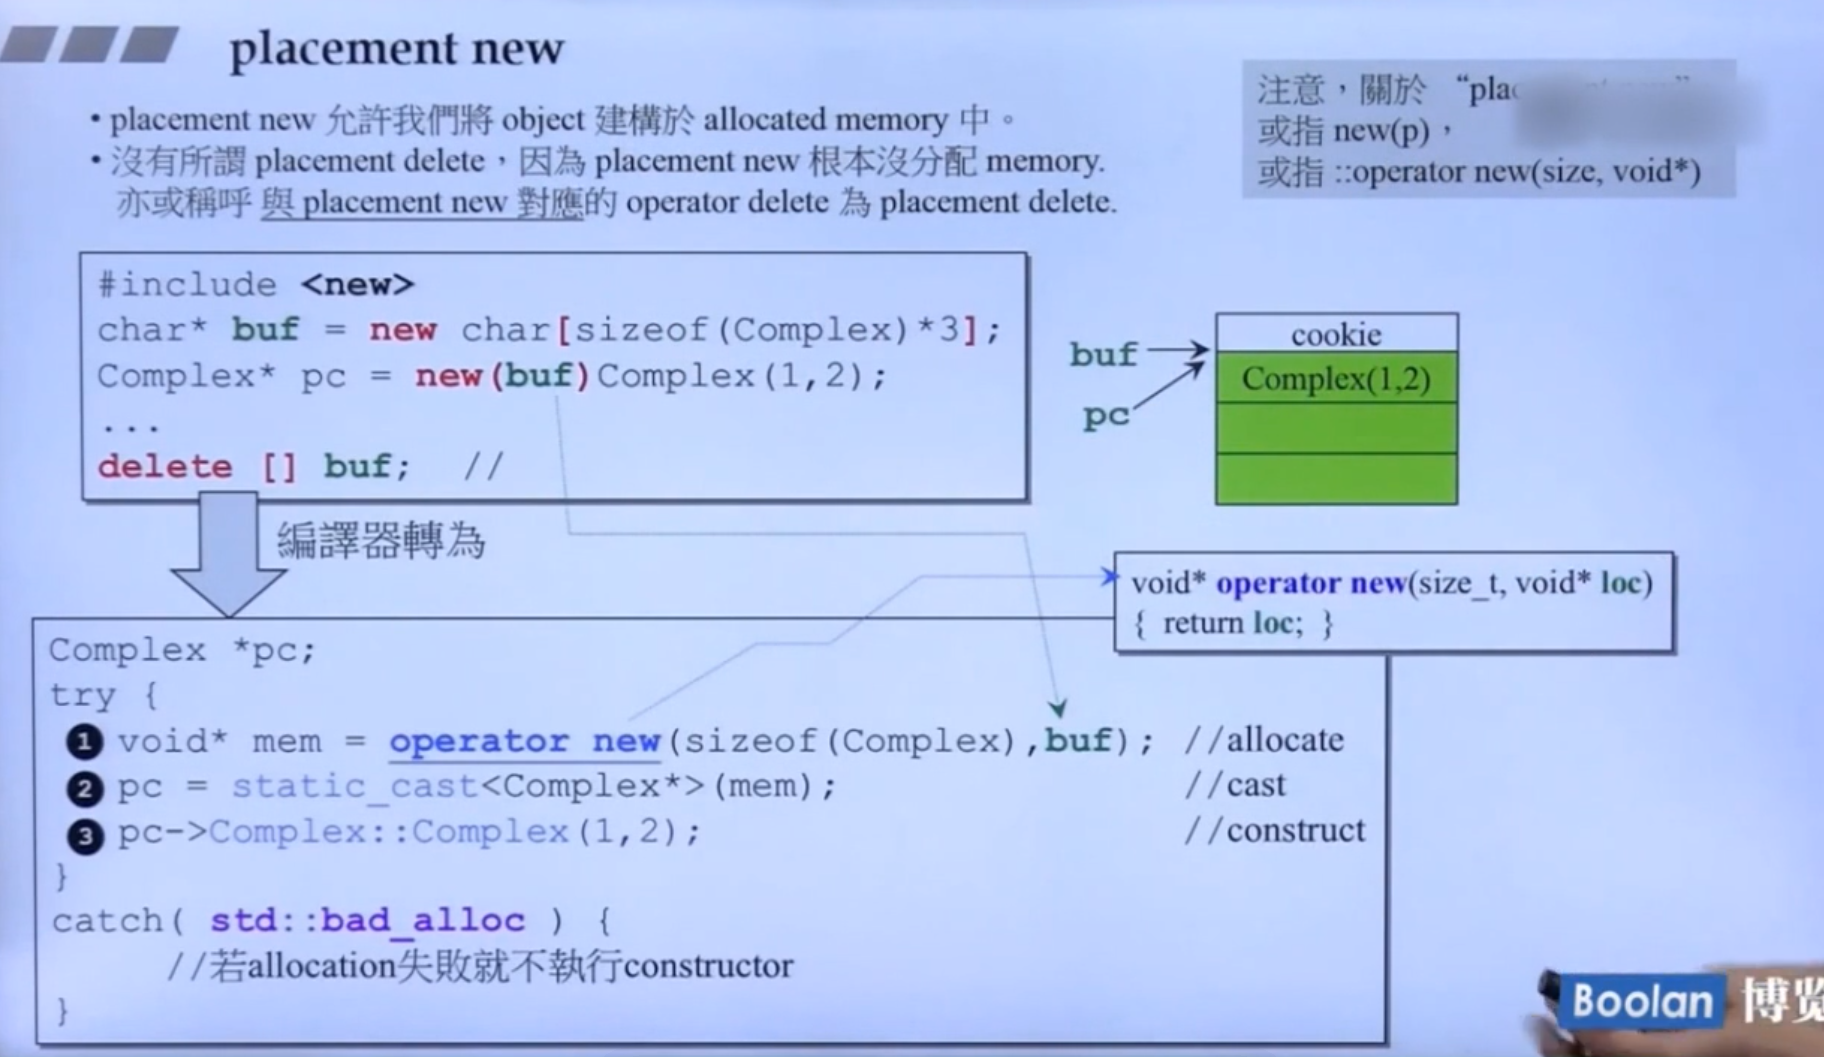 placement new
• placement new 允許我們將 object 建構於 allocated memory 中。
• 沒有所謂 placement delete，因為 placement new 根本沒分配 memory.
亦或稱呼 與 placement new 對應的 operator delete 為 placement delete.
注意，關於
或指 new(p)，
或指 ::operator new(size, void*)
#include <new>
char* buf = new char[sizeof(Complex)*3];
Complex* pc = new(buf)Complex(1,2);
...
delete [] buf; //
buf
pc
cookie
Complex(1,2)
編譯器轉為
void* operator new(size_t, void* loc)
{ return loc; }
Complex *pc;
try {
1 void* mem = operator new(sizeof(Complex),buf); //allocate
2 pc = static_cast<Complex*>(mem); //cast
3 pc->Complex::Complex(1,2); //construct
}
catch( std::bad_alloc ) {
//若allocation失敗就不執行constructor
}
Boolan 博览